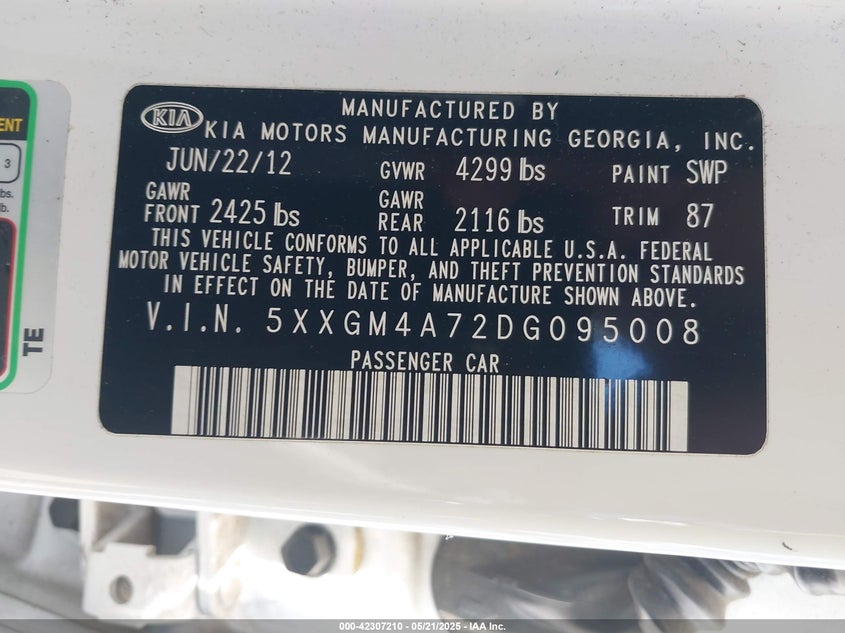 MANUFACTURED BY
KIA
KIA MOTORS MANUFACTURING GEORGIA, INC.
JUN/22/12 GVWR 4299 lbs PAINT SWP
GAWR FRONT 2425 lbs GAWR REAR 2116 lbs TRIM 87
THIS VEHICLE CONFORMS TO ALL APPLICABLE U.S.A. FEDERAL
MOTOR VEHICLE SAFETY, BUMPER, AND THEFT PREVENTION STANDARDS
IN EFFECT ON THE DATE OF MANUFACTURE SHOWN ABOVE.
V.I.N. 5XXGM4A72DG095008
PASSENGER CAR
ENT
3
bs.
lb.
TE
000-42307210 - 05/21/2025 - IAA Inc.